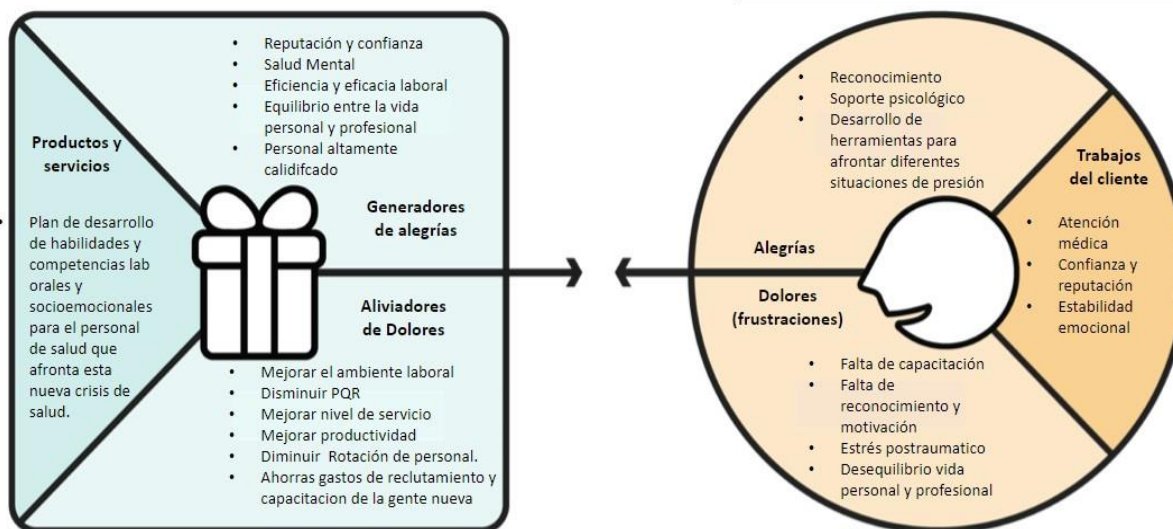 • Reputación y confianza
• Salud Mental
• Eficiencia y eficacia laboral
• Equilibrio entre la vida
personal y profesional
• Personal altamente
calidifcado
Productos y
servicios
• Plan de desarrollo
de habilidades y
competencias lab
orales y
socioemocionales
para el personal
de salud que
afronta esta
nueva crisis de
salud.
Generadores
de alegrías
Aliviadores
de Dolores
• Mejorar el ambiente laboral
• Disminuir PQR
• Mejorar nivel de servicio
• Mejorar productividad
• Diminuir Rotación de personal.
• Ahorras gastos de reclutamiento y
capacitacion de la gente nueva
• Reconocimiento
• Soporte psicológico
• Desarrollo de
herramientas para
afrontar diferentes
situaciones de presión
Alegrías
Dolores
(frustraciones)
• Falta de capacitación
• Falta de
reconocimiento y
motivación
• Estrés postraumatico
• Desequilibrio vida
personal y profesional
Trabajos
del cliente
• Atención
médica
• Confianza y
reputación
• Estabilidad
emocional